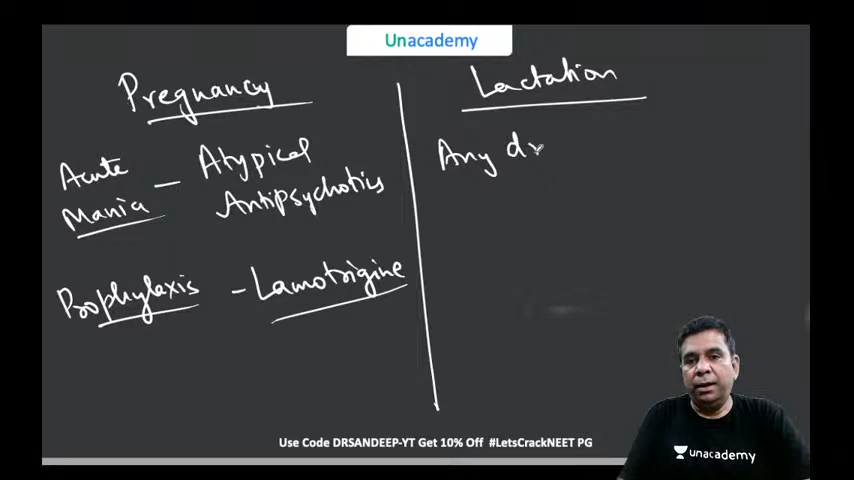 Unacademy
Pregnancy
Acute
Mania
- Atypical
Antipsychotics
Prophylaxis - Lamotrigine
Lactation
Any
unacademy
Use Code DRSANDEEP-YT Get 10% Off #LetsCrackNEET PG